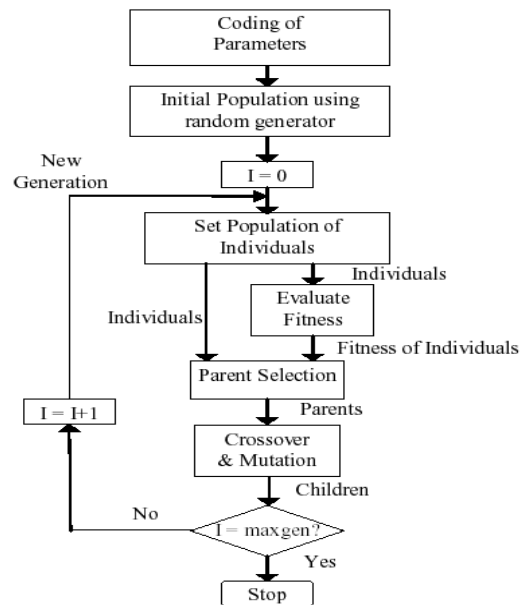 Coding of
Parameters
Initial Population using
random generator
New
Generation
I = 0
Set Population of
Individuals
Individuals
Individuals
Evaluate
Fitness
Fitness of Individuals
Parent Selection
I = I+1
Parents
Crossover
& Mutation
Children
No
I = maxgen?
Yes
Stop